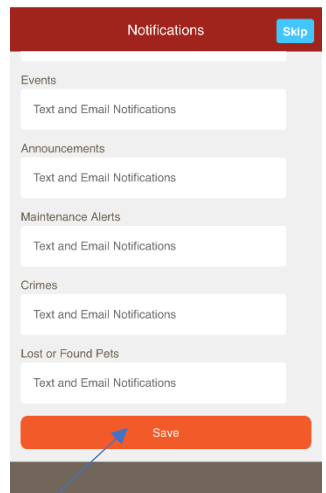 Notifications
Skip
Events
Text and Email Notifications
Announcements
Text and Email Notifications
Maintenance Alerts
Text and Email Notifications
Crimes
Text and Email Notifications
Lost or Found Pets
Text and Email Notifications
Save